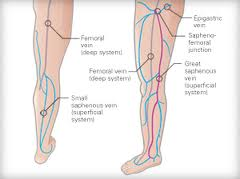 Femoral
vein
(deep system)
Small
saphenous vein
(superficial
system)
Femoral vein
(deep system)
Epigastric
vein
Sapheno-
femoral
junction
Great
saphenous
vein
(superficial
system)